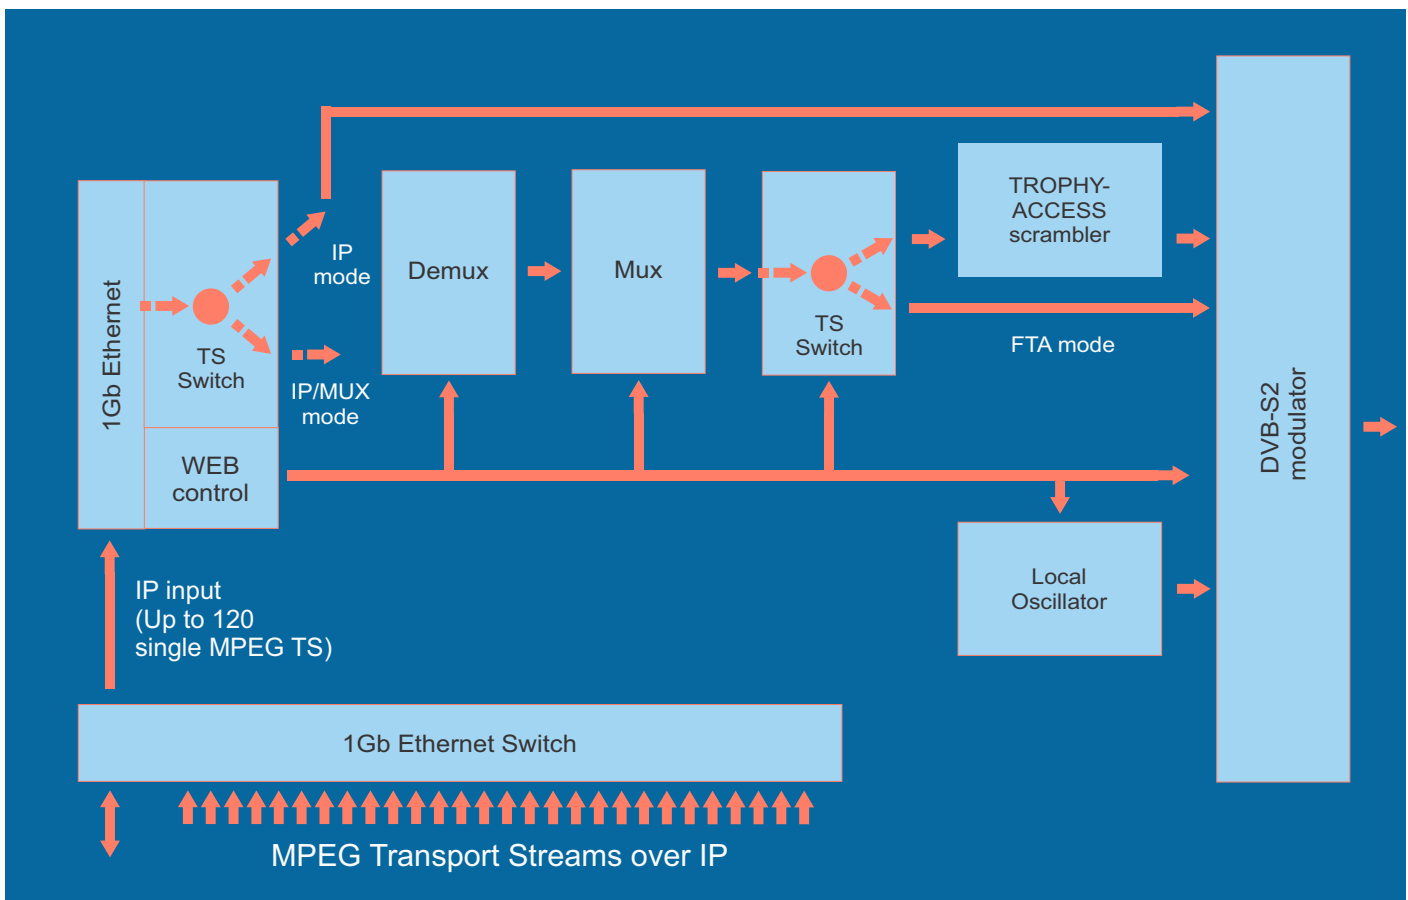 1Gb Ethernet
TS
Switch
WEB
control
IP
mode
IP/MUX
mode
Demux
Mux
TS
Switch
TROPHY-
ACCESS
scrambler
FTA mode
Local
Oscillator
DVB-S2
modulator
IP input
(Up to 120
single MPEG TS)
1Gb Ethernet Switch
MPEG Transport Streams over IP